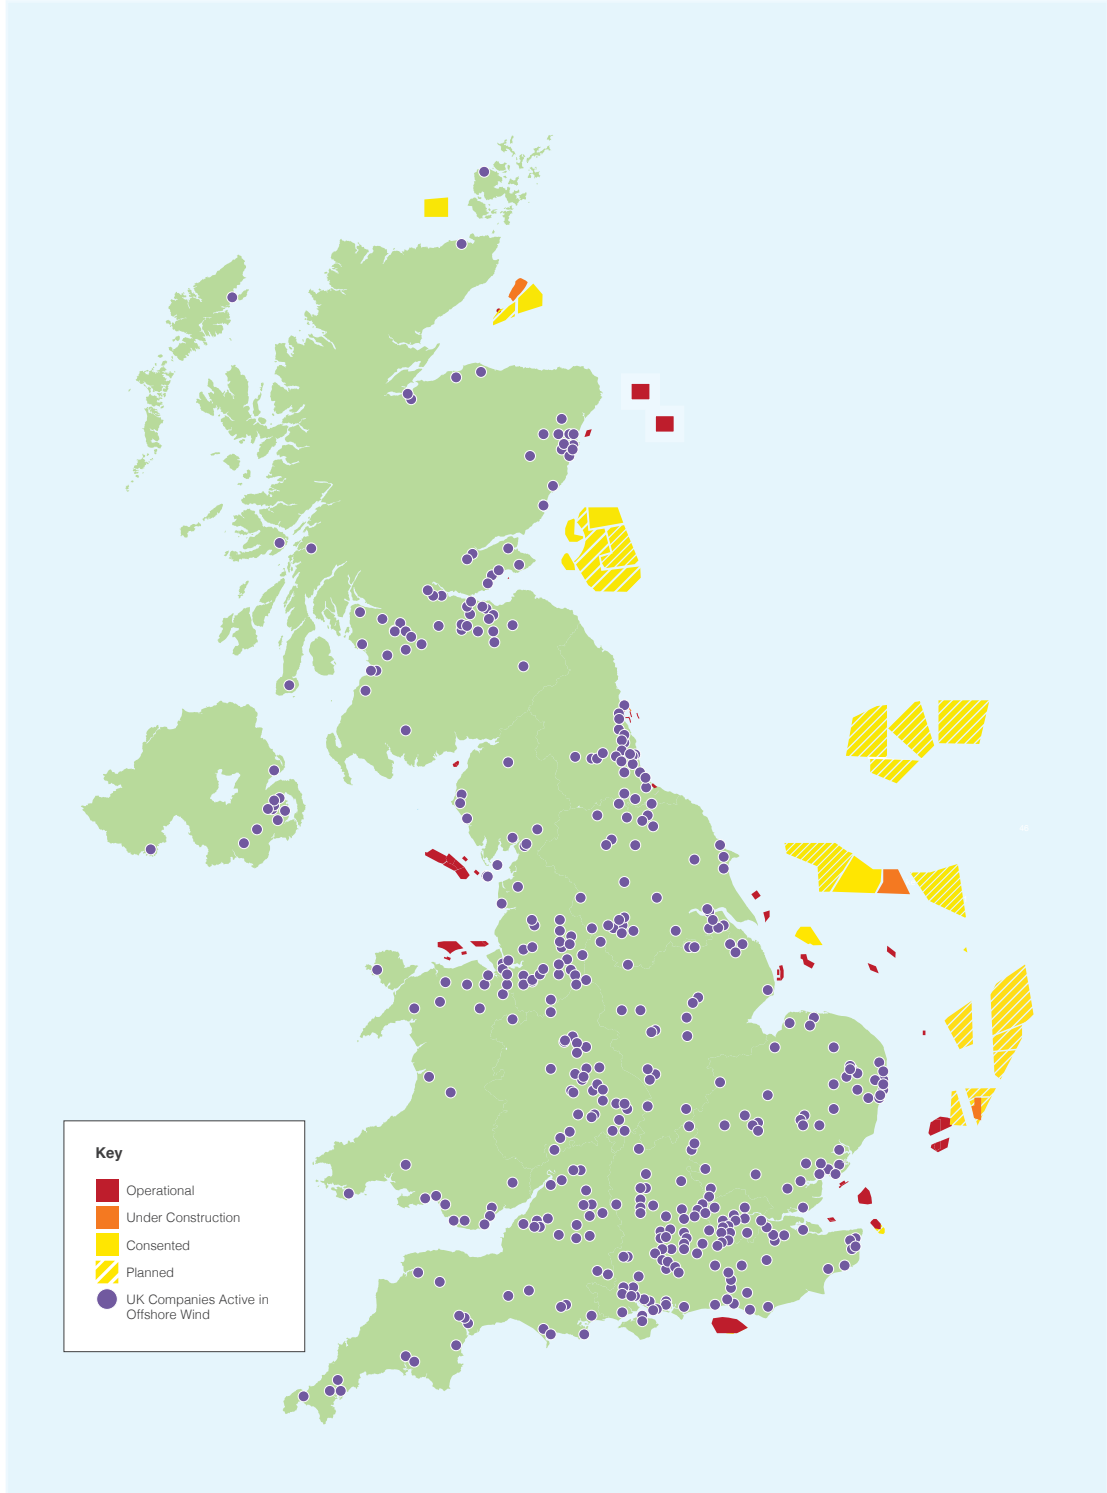 Key
Operational
Under Construction
Consented
Planned
UK Companies Active in
Offshore Wind